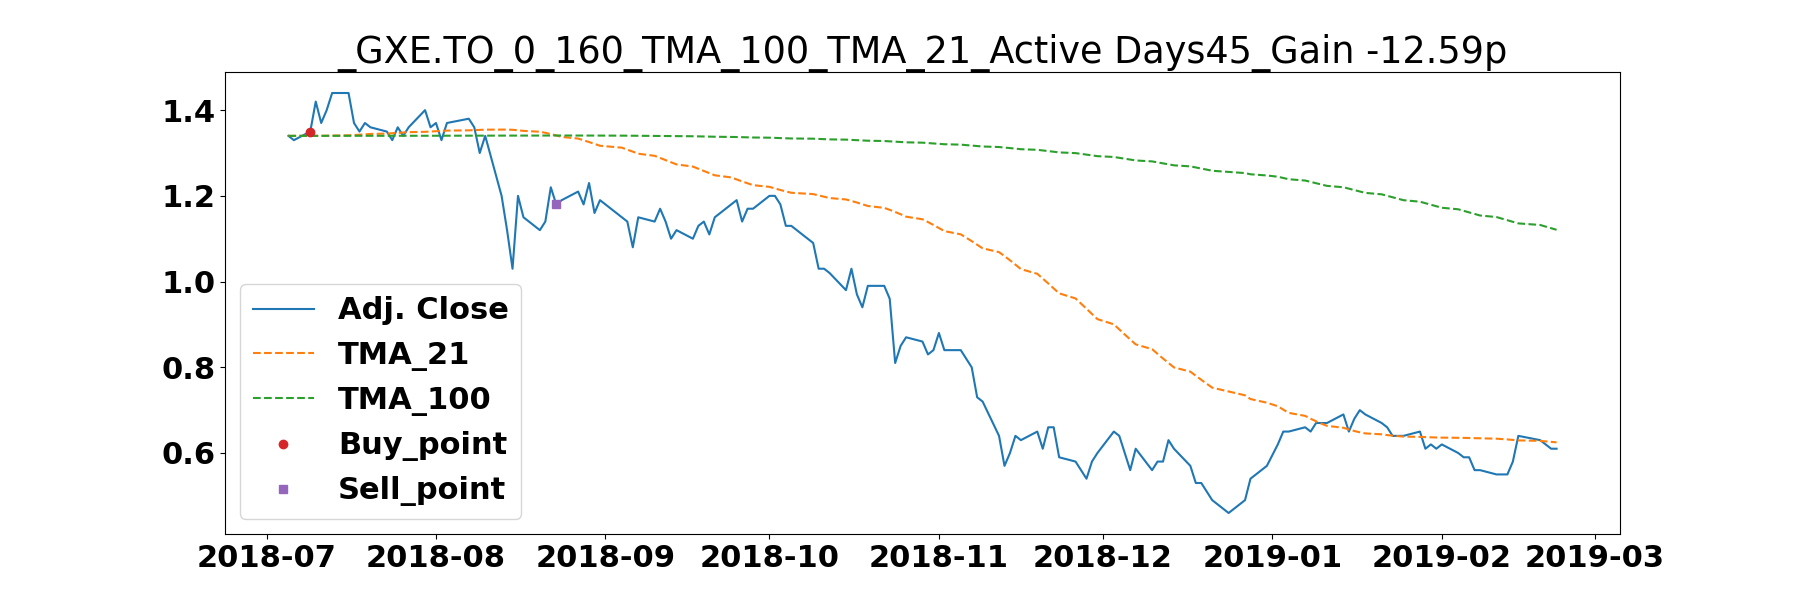 _GXE.TO_0_160_TMA_100_TMA_21_Active Days45_Gain -12.59p
1.4
1.2
1.0
0.8
0.6
Adj. Close
TMA_21
TMA_100
Buy_point
Sell_point
2018-07 2018-08 2018-09 2018-10 2018-11 2018-12 2019-01 2019-02 2019-03